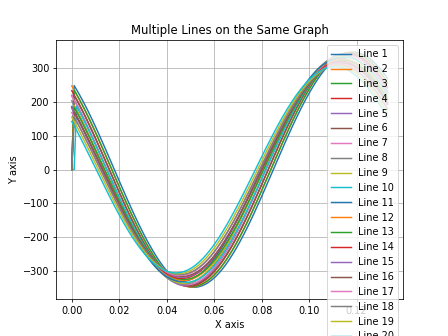 Multiple Lines on the Same Graph
Y axis
300
200
100
0
−100
−200
−300
0.00
0.02
0.04
0.06
0.08
0.10
X axis
Line 1
Line 2
Line 3
Line 4
Line 5
Line 6
Line 7
Line 8
Line 9
Line 10
Line 11
Line 12
Line 13
Line 14
Line 15
Line 16
Line 17
Line 18
Line 19
Line 20